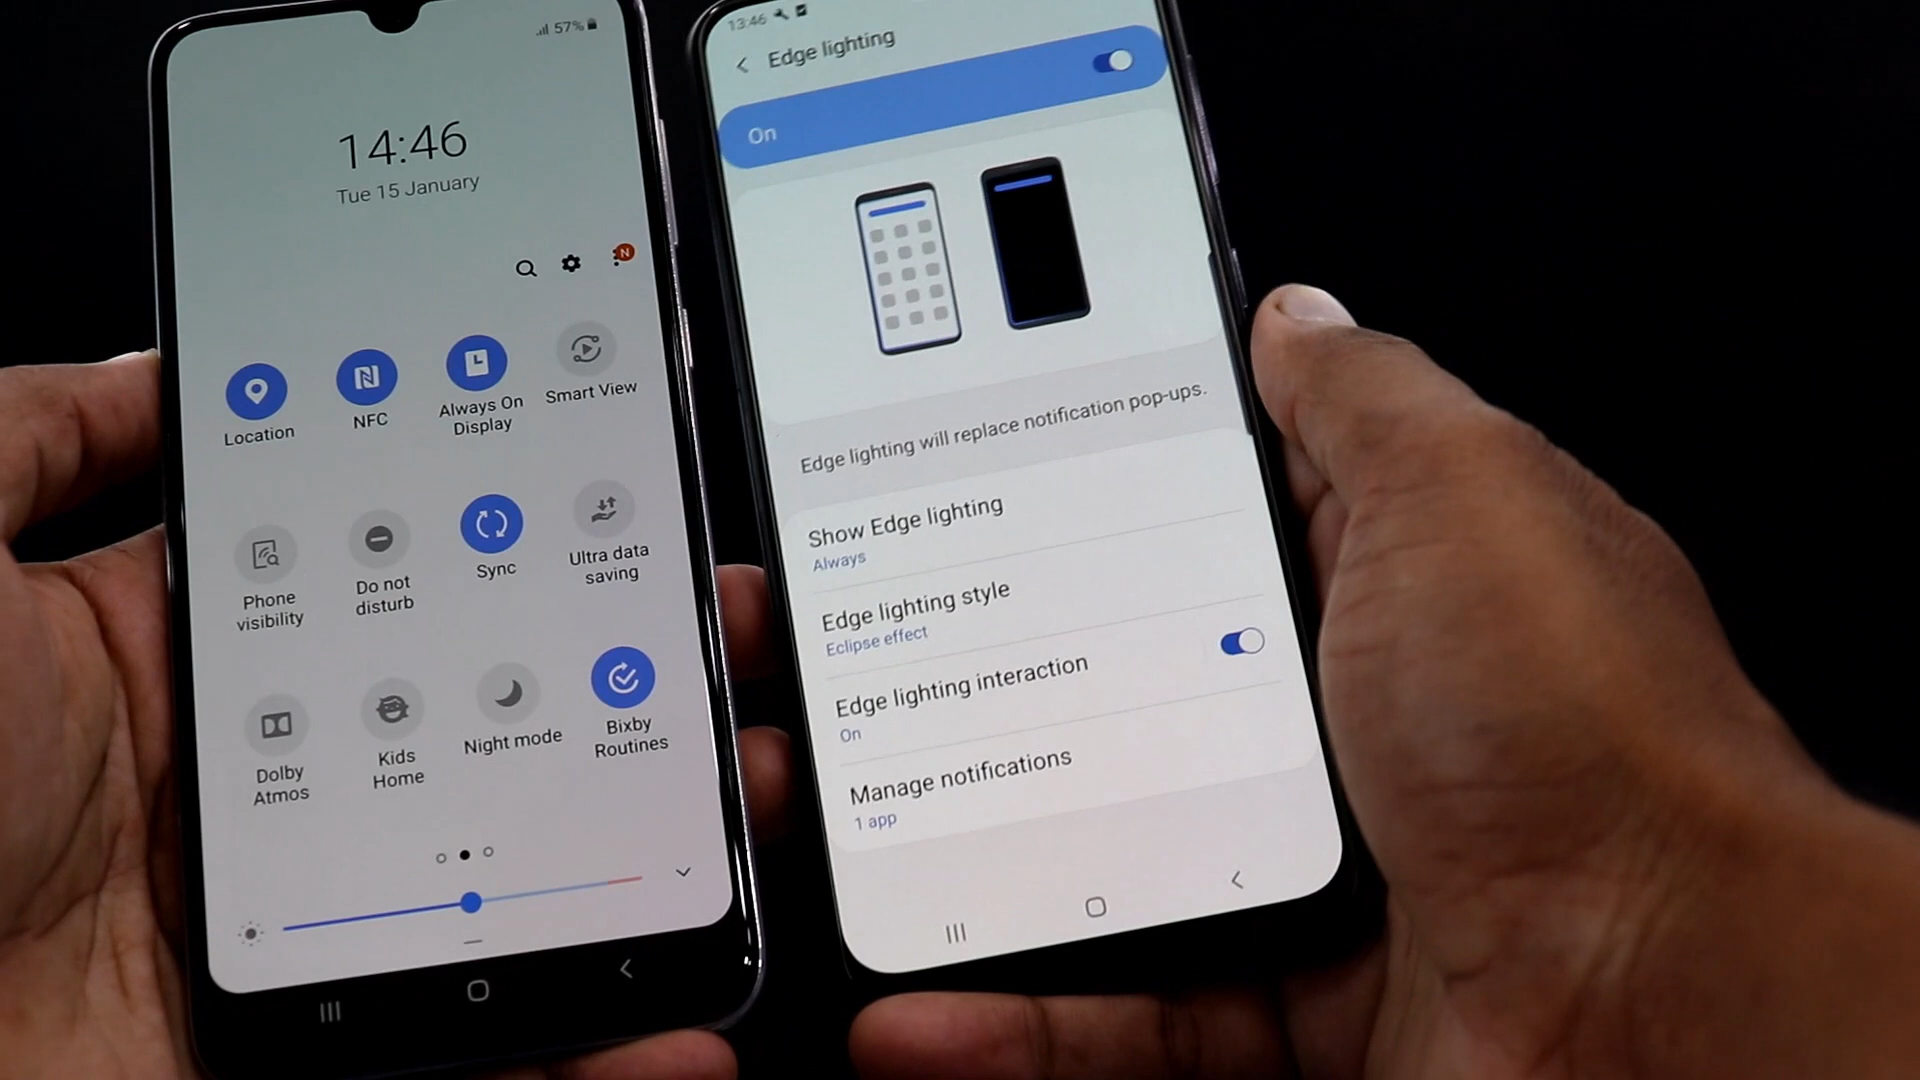 57%
14:46
Tue 15 January
N
Location
NFC
Always On
Display
Smart View
Phone
visibility
Do not
disturb
Sync
Ultra data
saving
Dolby
Atmos
Kids
Home
Night mode
Bixby
Routines
13:46
Edge lighting
On
Edge lighting will replace notification pop-ups.
Show Edge lighting
Always
Edge lighting style
Eclipse effect
Edge lighting interaction
On
Manage notifications
1 app